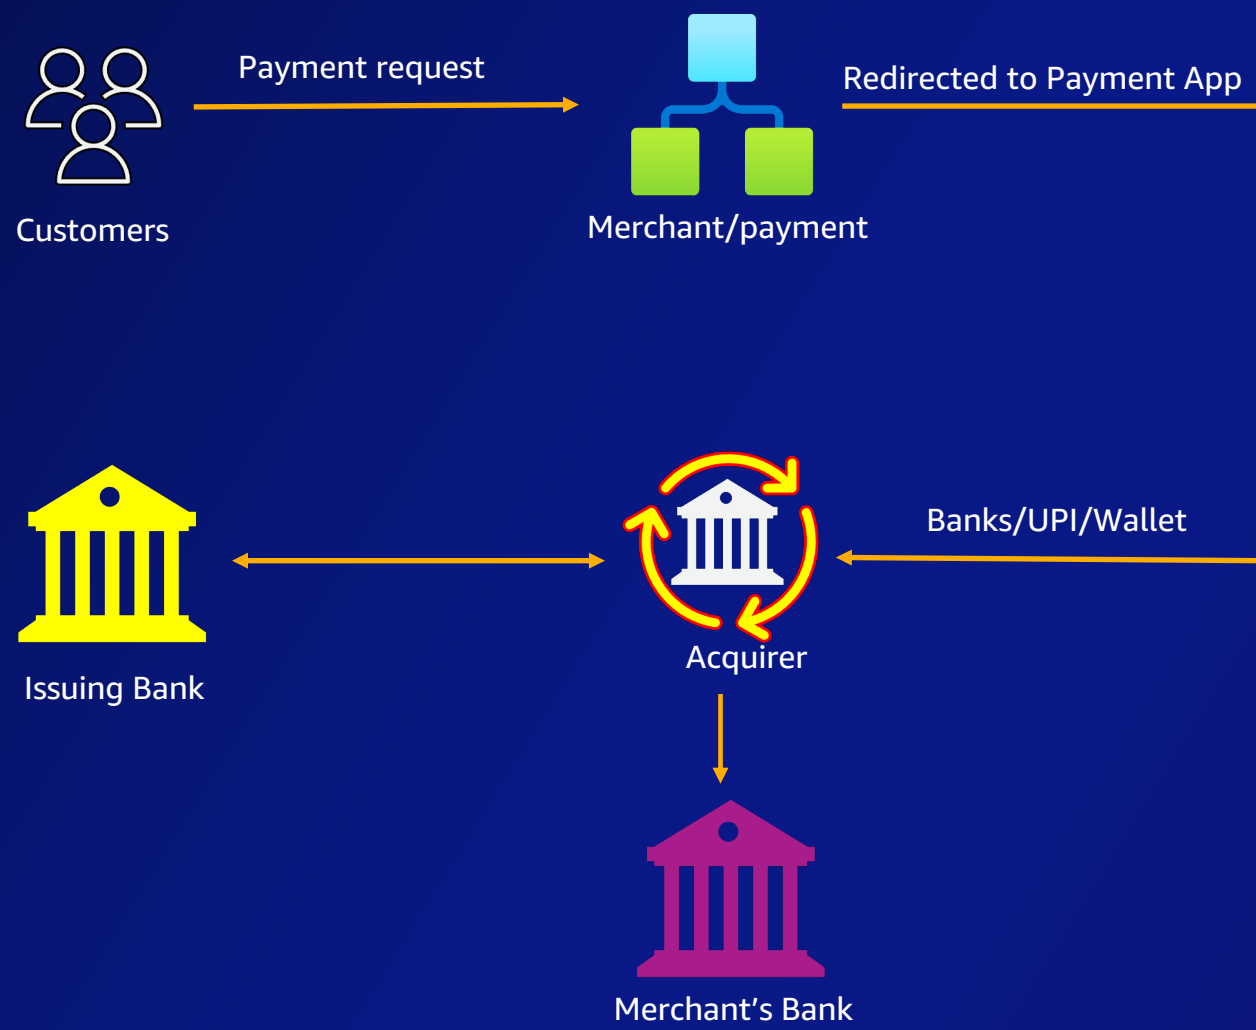 Payment request
Redirected to Payment App
Customers
Merchant/payment
Banks/UPI/Wallet
Acquirer
Issuing Bank
Merchant’s Bank